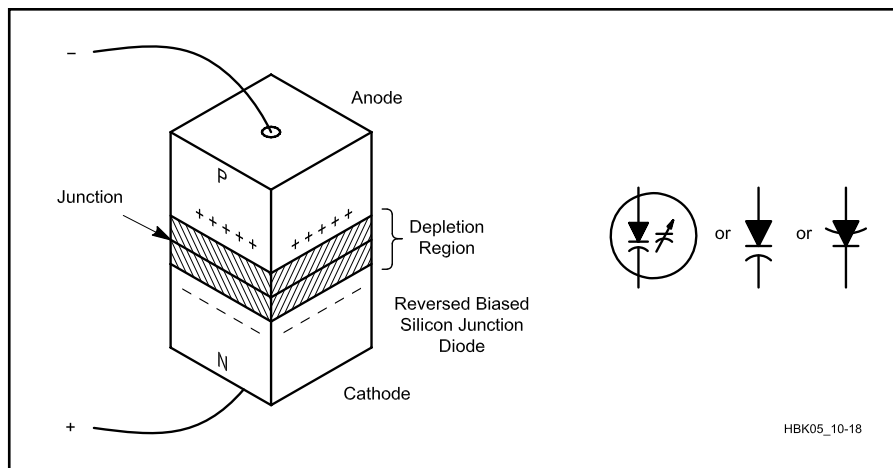 –
Anode
P
Junction
+ + + + + + + + + +
Depletion
Region
– – – – – – – – – –
Reversed Biased
Silicon Junction
Diode
N
Cathode
+
or
or
HBK05_10-18